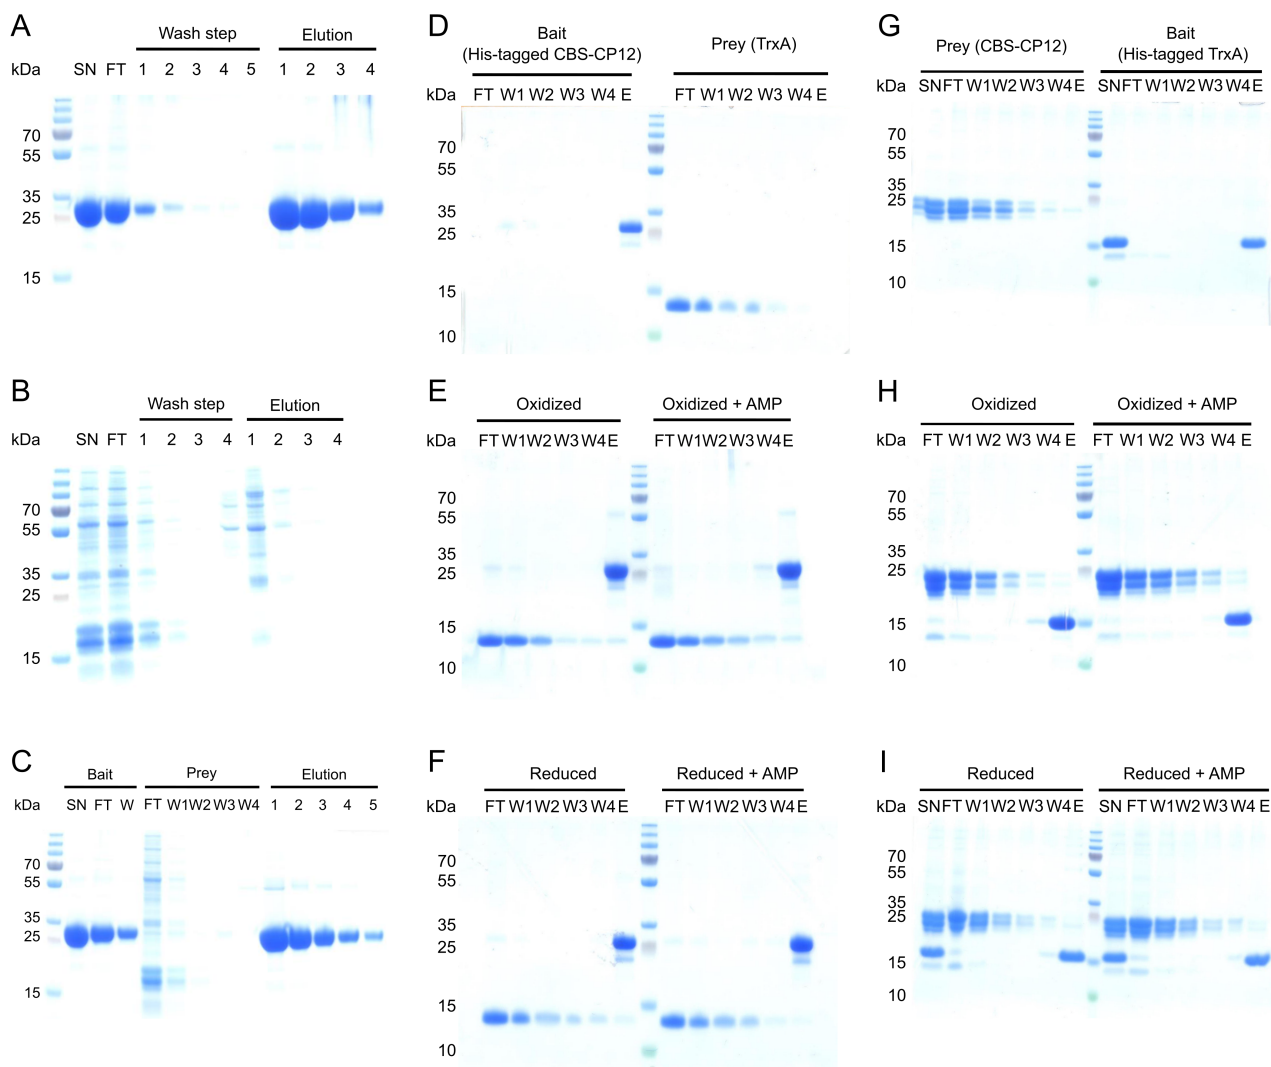 A
Wash step
Elution
kDa
SN FT 1 2 3 4 5 1 2 3 4
70
55
35
25
15
B
Wash step
Elution
kDa
SN FT 1 2 3 4 1 2 3 4
70
55
35
25
15
C
Bait
Prey
Elution
kDa
SN FT W FT W1 W2 W3 W4 1 2 3 4 5
70
55
35
25
15
D
Bait
(His-tagged CBS-CP12)
Prey (TrxA)
kDa
FT W1 W2 W3 W4 E FT W1 W2 W3 W4 E
70
55
35
25
15
10
E
Oxidized
Oxidized + AMP
kDa
FT W1 W2 W3 W4 E FT W1 W2 W3 W4 E
70
55
35
25
15
10
F
Reduced
Reduced + AMP
kDa
FT W1 W2 W3 W4 E FT W1 W2 W3 W4 E
70
55
35
25
15
10
G
Prey (CBS-CP12)
Bait
(His-tagged TrxA)
kDa
SN FT W1 W2 W3 W4 E SN FT W1 W2 W3 W4 E
70
55
35
25
15
10
H
Oxidized
Oxidized + AMP
kDa
FT W1 W2 W3 W4 E FT W1 W2 W3 W4 E
70
55
35
25
15
10
I
Reduced
Reduced + AMP
kDa
SN FT W1 W2 W3 W4 E SN FT W1 W2 W3 W4 E
70
55
35
25
15
10